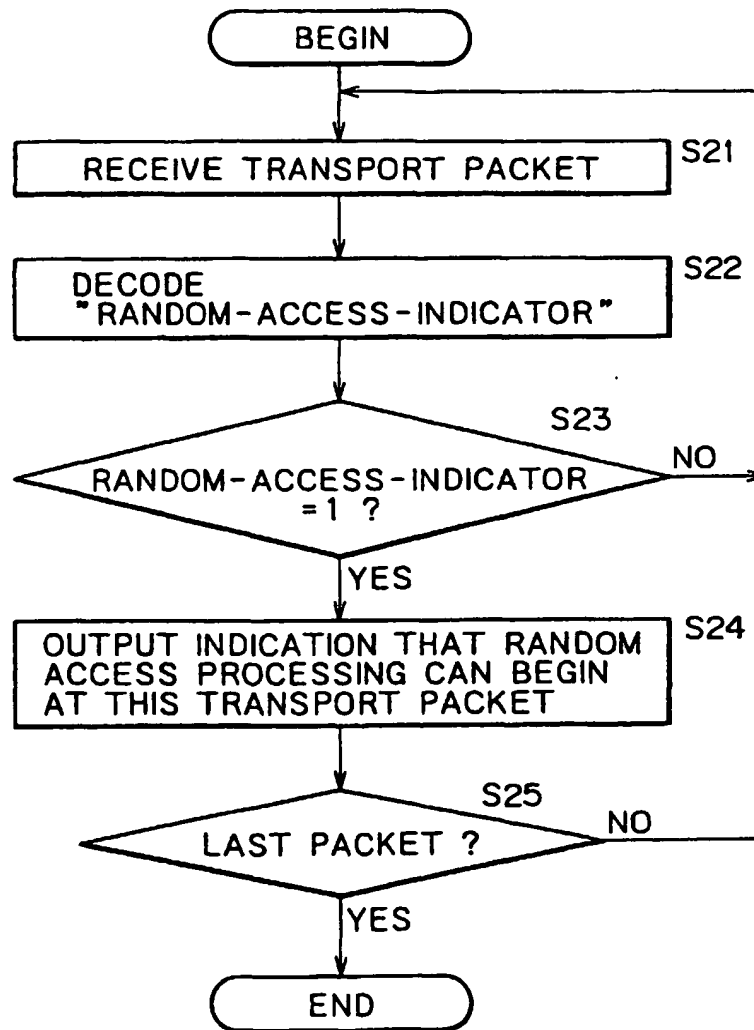 BEGIN
RECEIVE TRANSPORT PACKET
S21
DECODE
"RANDOM-ACCESS-INDICATOR"
S22
S23
RANDOM-ACCESS-INDICATOR
=1 ?
NO
YES
OUTPUT INDICATION THAT RANDOM
ACCESS PROCESSING CAN BEGIN
AT THIS TRANSPORT PACKET
S24
S25
LAST PACKET ?
NO
YES
END